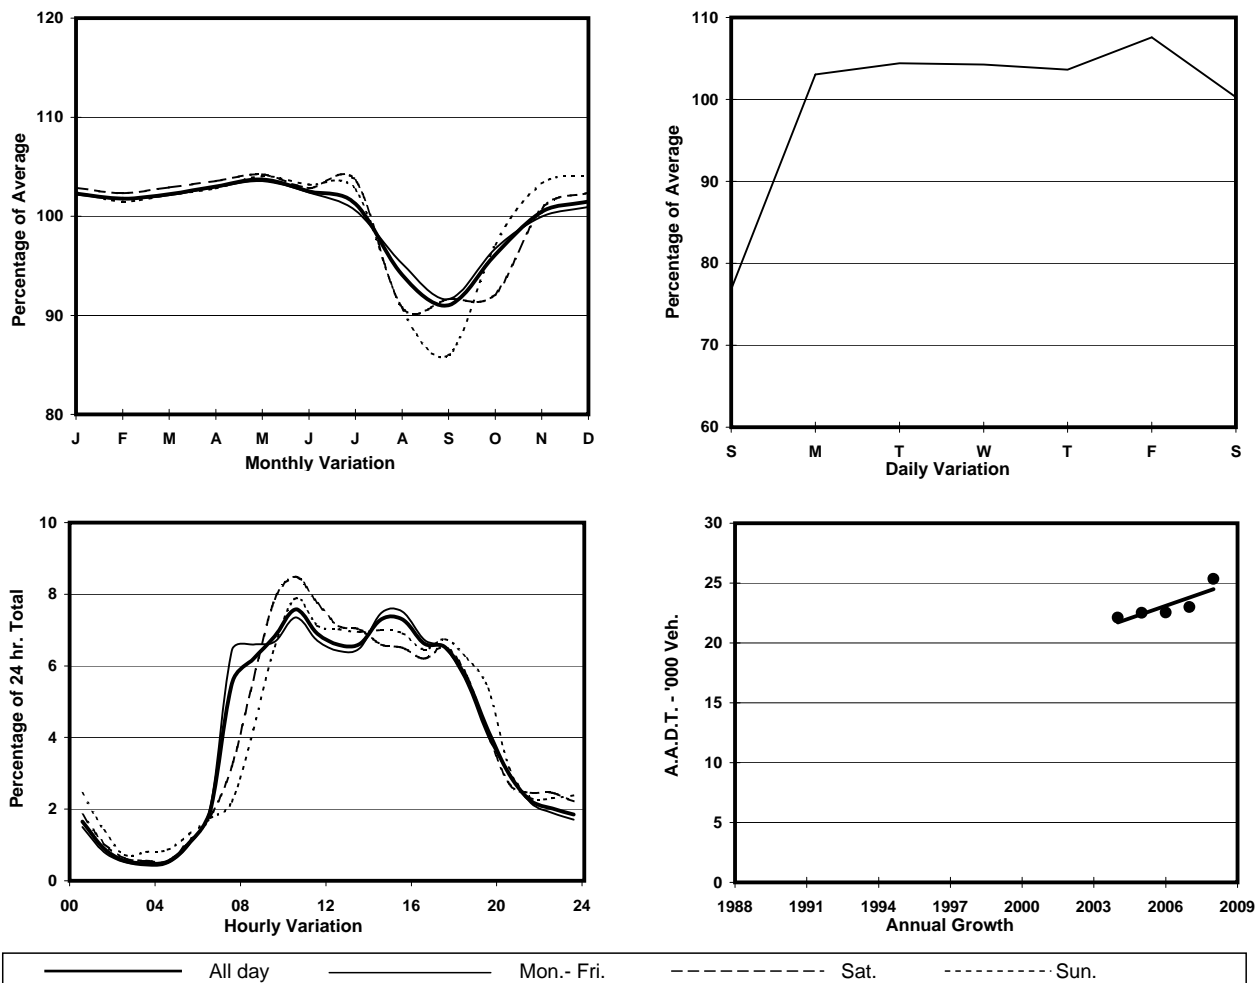 120
110
100
90
80
Percentage of Average
J F M A M J J A S O N D
Monthly Variation
110
100
90
80
70
60
Percentage of Average
S M T W T F S
Daily Variation
10
8
6
4
2
0
Percentage of 24 hr. Total
00 04 08 12 16 20 24
Hourly Variation
30
25
20
15
10
5
0
A.A.D.T. - '000 Veh.
1988 1991 1994 1997 2000 2003 2006 2009
Annual Growth
All day Mon.- Fri. Sat. Sun.